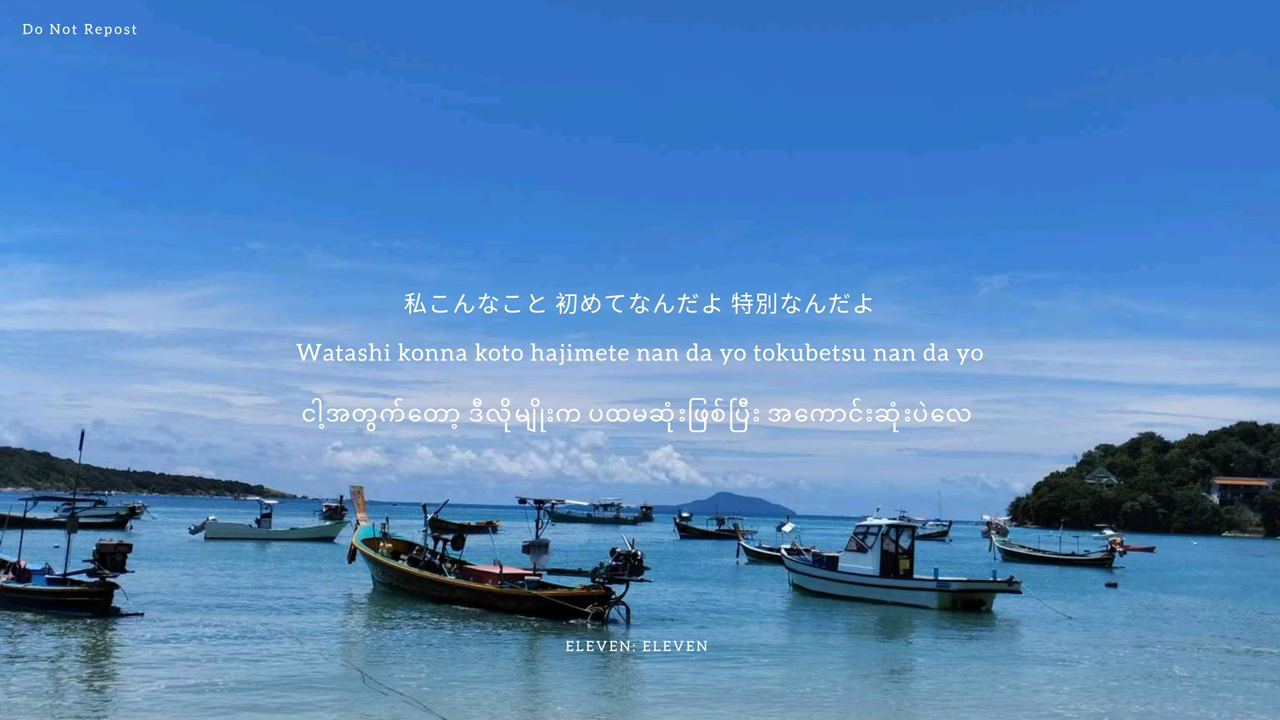 Do Not Repost
私こんなこと 初めてなんだよ 特別なんだよ
Watashi konna koto hajimete nan da yo tokubetsu nan da yo
ငါ့အတွက်တော့ ဒီလိုမျိုးက ပထမဆုံးဖြစ်ပြီး အကောင်းဆုံးပဲလေ
ELEVEN: ELEVEN